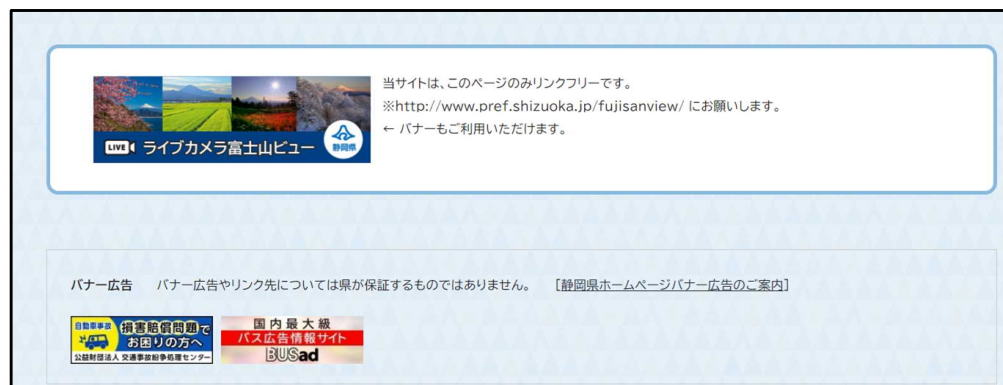 当サイトは、このページのみリンクフリーです。
※http://www.pref.shizuoka.jp/fujisanview/ にお願いします。
← バナーもご利用いただけます。
LIVE ライブカメラ富士山ビュー 静岡県
バナー広告 バナー広告やリンク先については県が保証するものではありません。 [静岡県ホームページバナー広告のご案内]
自動車事故 損害賠償問題で
お困りの方へ
公益財団法人 交通事故紛争処理センター
国内最大級
バス広告情報サイト
BUSad